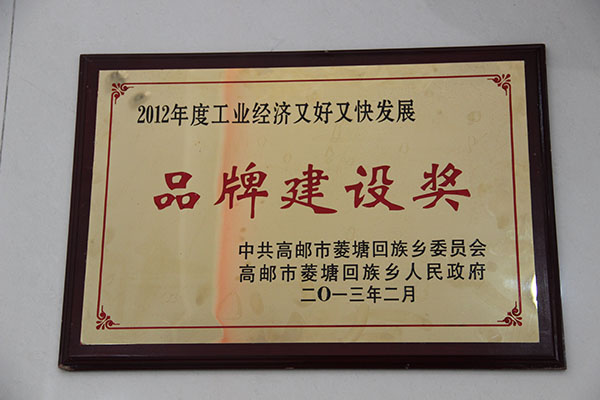 2012年度工业经济又好又快发展
品牌建设奖
中共高邮市菱塘回族乡委员会
高邮市菱塘回族乡人民政府
二〇一三年二月